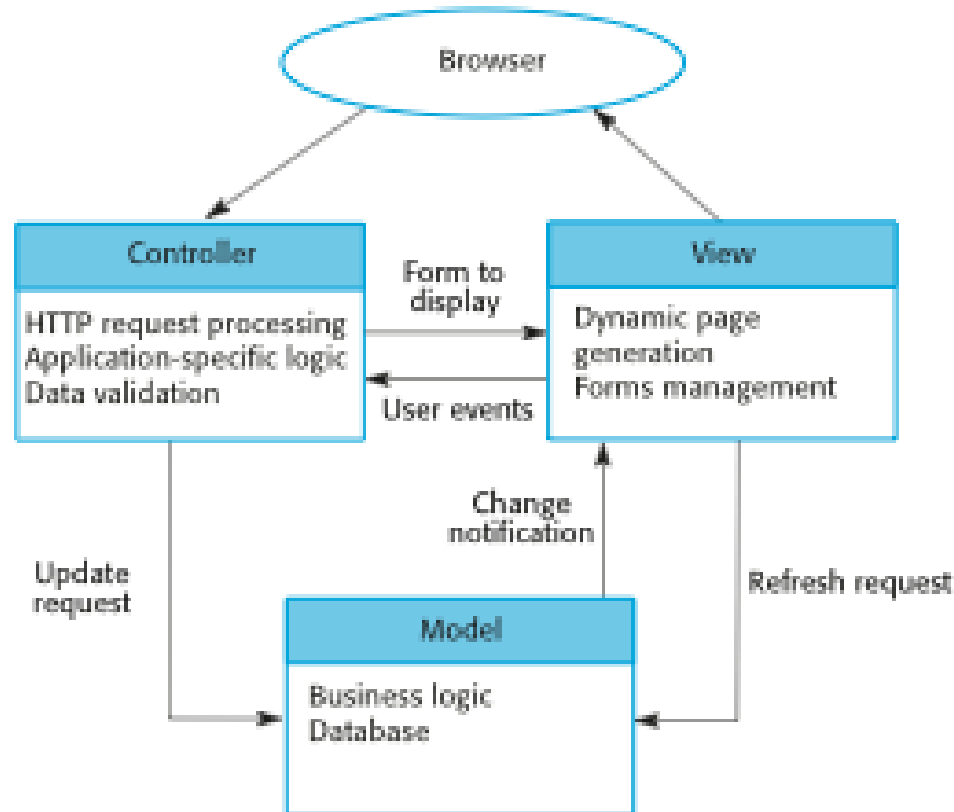 Browser
Controller
HTTP request processing
Application-specific logic
Data validation
Form to
display
User events
View
Dynamic page
generation
Forms management
Update
request
Change
notification
Refresh request
Model
Business logic
Database